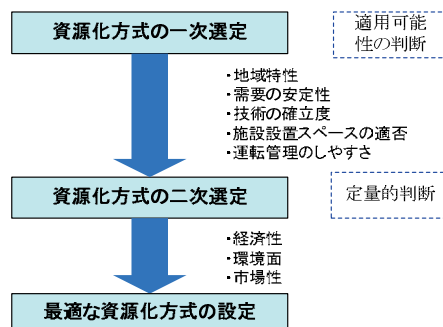 資源化方式の一次選定
適用可能
性の判断
・地域特性
・需要の安定性
・技術の確立度
・施設設置スペースの適否
・運転管理のしやすさ
資源化方式の二次選定
定量的判断
・経済性
・環境面
・市場性
最適な資源化方式の設定